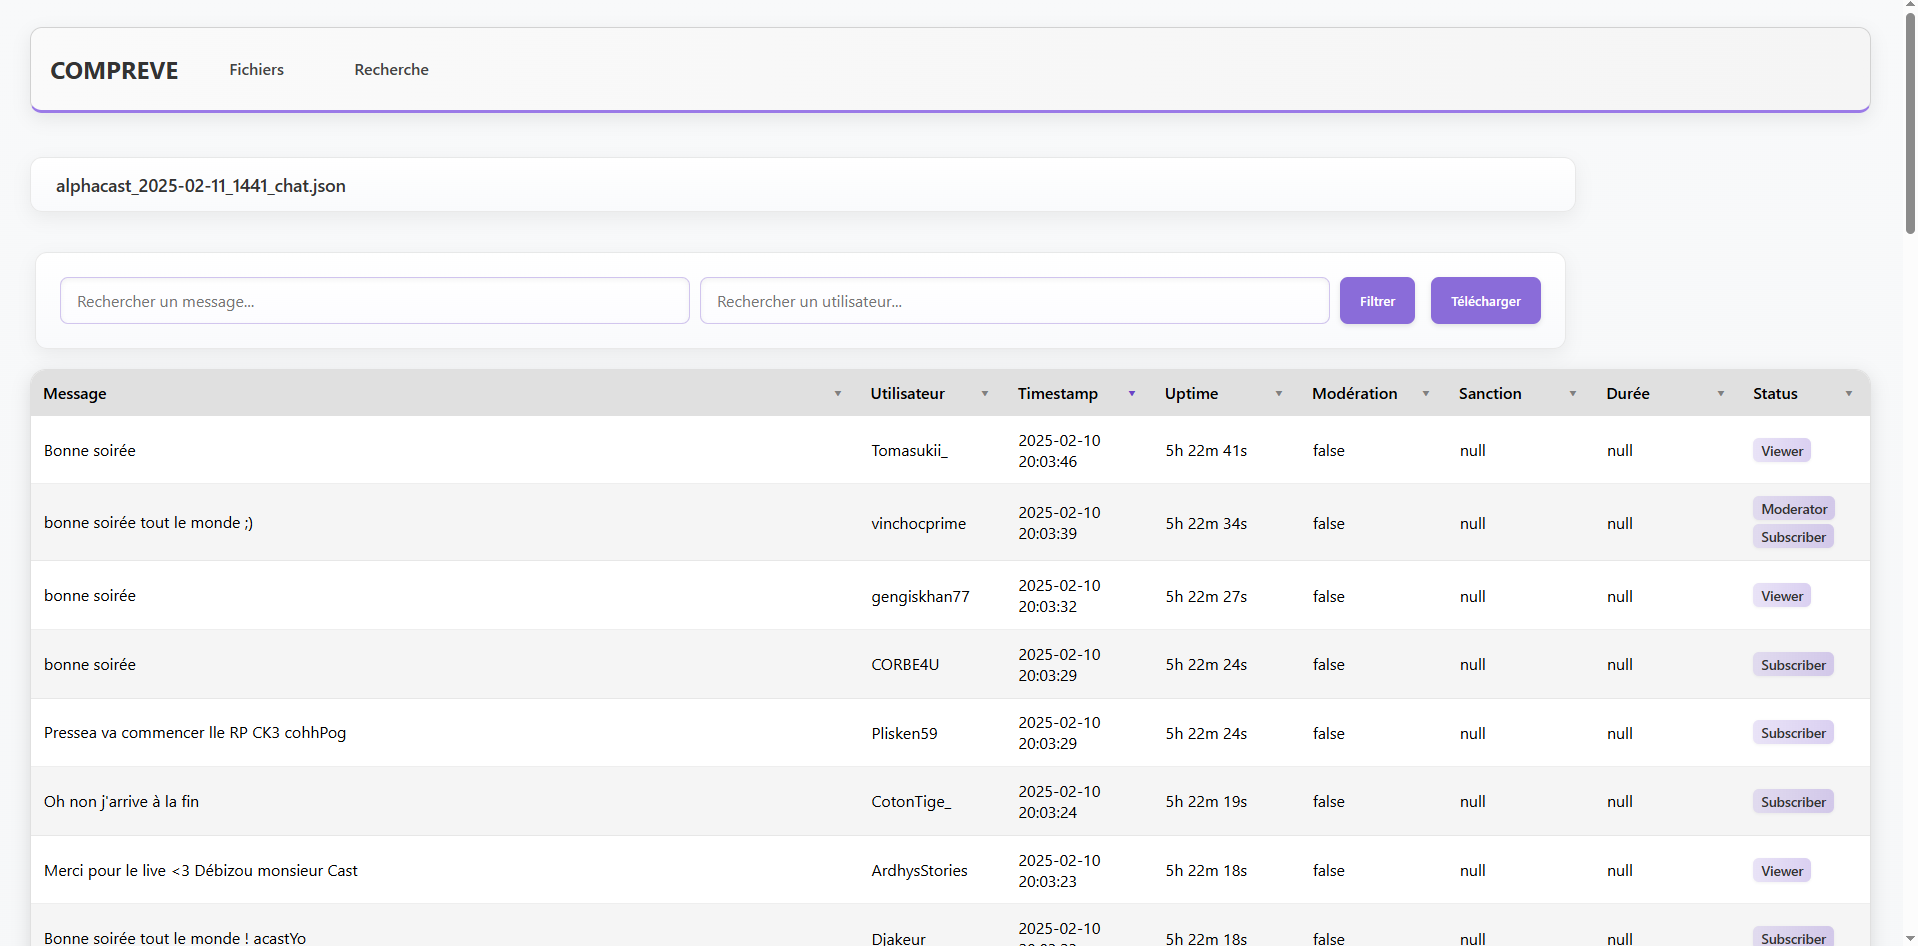 COMPREVE Fichiers Recherche
alphacast_2025-02-11_1441_chat.json
Rechercher un message... Rechercher un utilisateur... Filtrer Télécharger
Message Utilisateur Timestamp Uptime Modération Sanction Durée Status
Bonne soirée Tomasukii_ 2025-02-10 20:03:46 5h 22m 41s false null null Viewer
bonne soirée tout le monde ;) vinchocprime 2025-02-10 20:03:39 5h 22m 34s false null null Moderator Subscriber
bonne soirée gengiskhan77 2025-02-10 20:03:32 5h 22m 27s false null null Viewer
bonne soirée CORBE4U 2025-02-10 20:03:29 5h 22m 24s false null null Subscriber
Pressea va commencer lle RP CK3 cohhPog Plisken59 2025-02-10 20:03:29 5h 22m 24s false null null Subscriber
Oh non j'arrive à la fin CotonTige_ 2025-02-10 20:03:24 5h 22m 19s false null null Subscriber
Merci pour le live <3 Débizou monsieur Cast ArdhysStories 2025-02-10 20:03:23 5h 22m 18s false null null Viewer
Bonne soirée tout le monde ! acastYo Djakeur 2025-02-10 5h 22m 18s false null null Subscriber